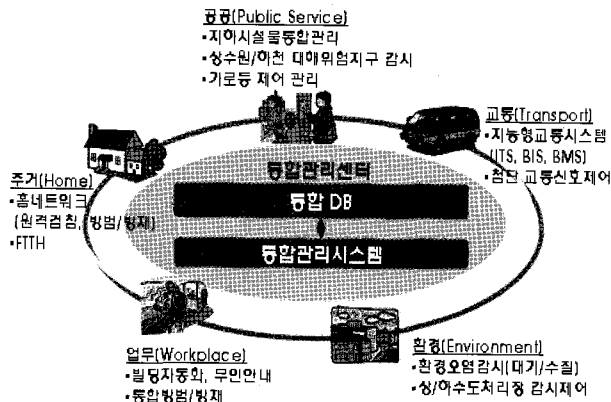 공공(Public Service)
•지하시설물통합관리
•상수원/하천 대해위험지구 감시
•가로등 제어 관리
교통(Transport)
•지능형교통시스템
(ITS, BIS, BMS)
•첨단 교통신호제어
주거(Home)
•홈네트워크
(원격검침, 방범/방재)
•FTTH
통합관리센터
통합 DB
통합관리시스템
업무(Workplace)
•빌딩자동화, 무인안내
•통합방범/방재
환경(Environment)
•환경오염감시(대기/수질)
•상/하수도처리장 감시제어